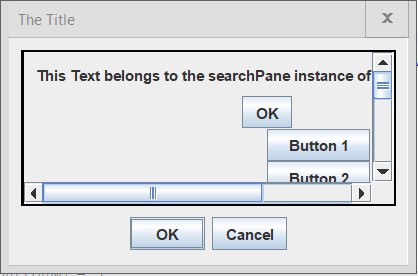 The Title
x
This Text belongs to the searchPane instance of
OK
Button 1
Button 2
OK Cancel